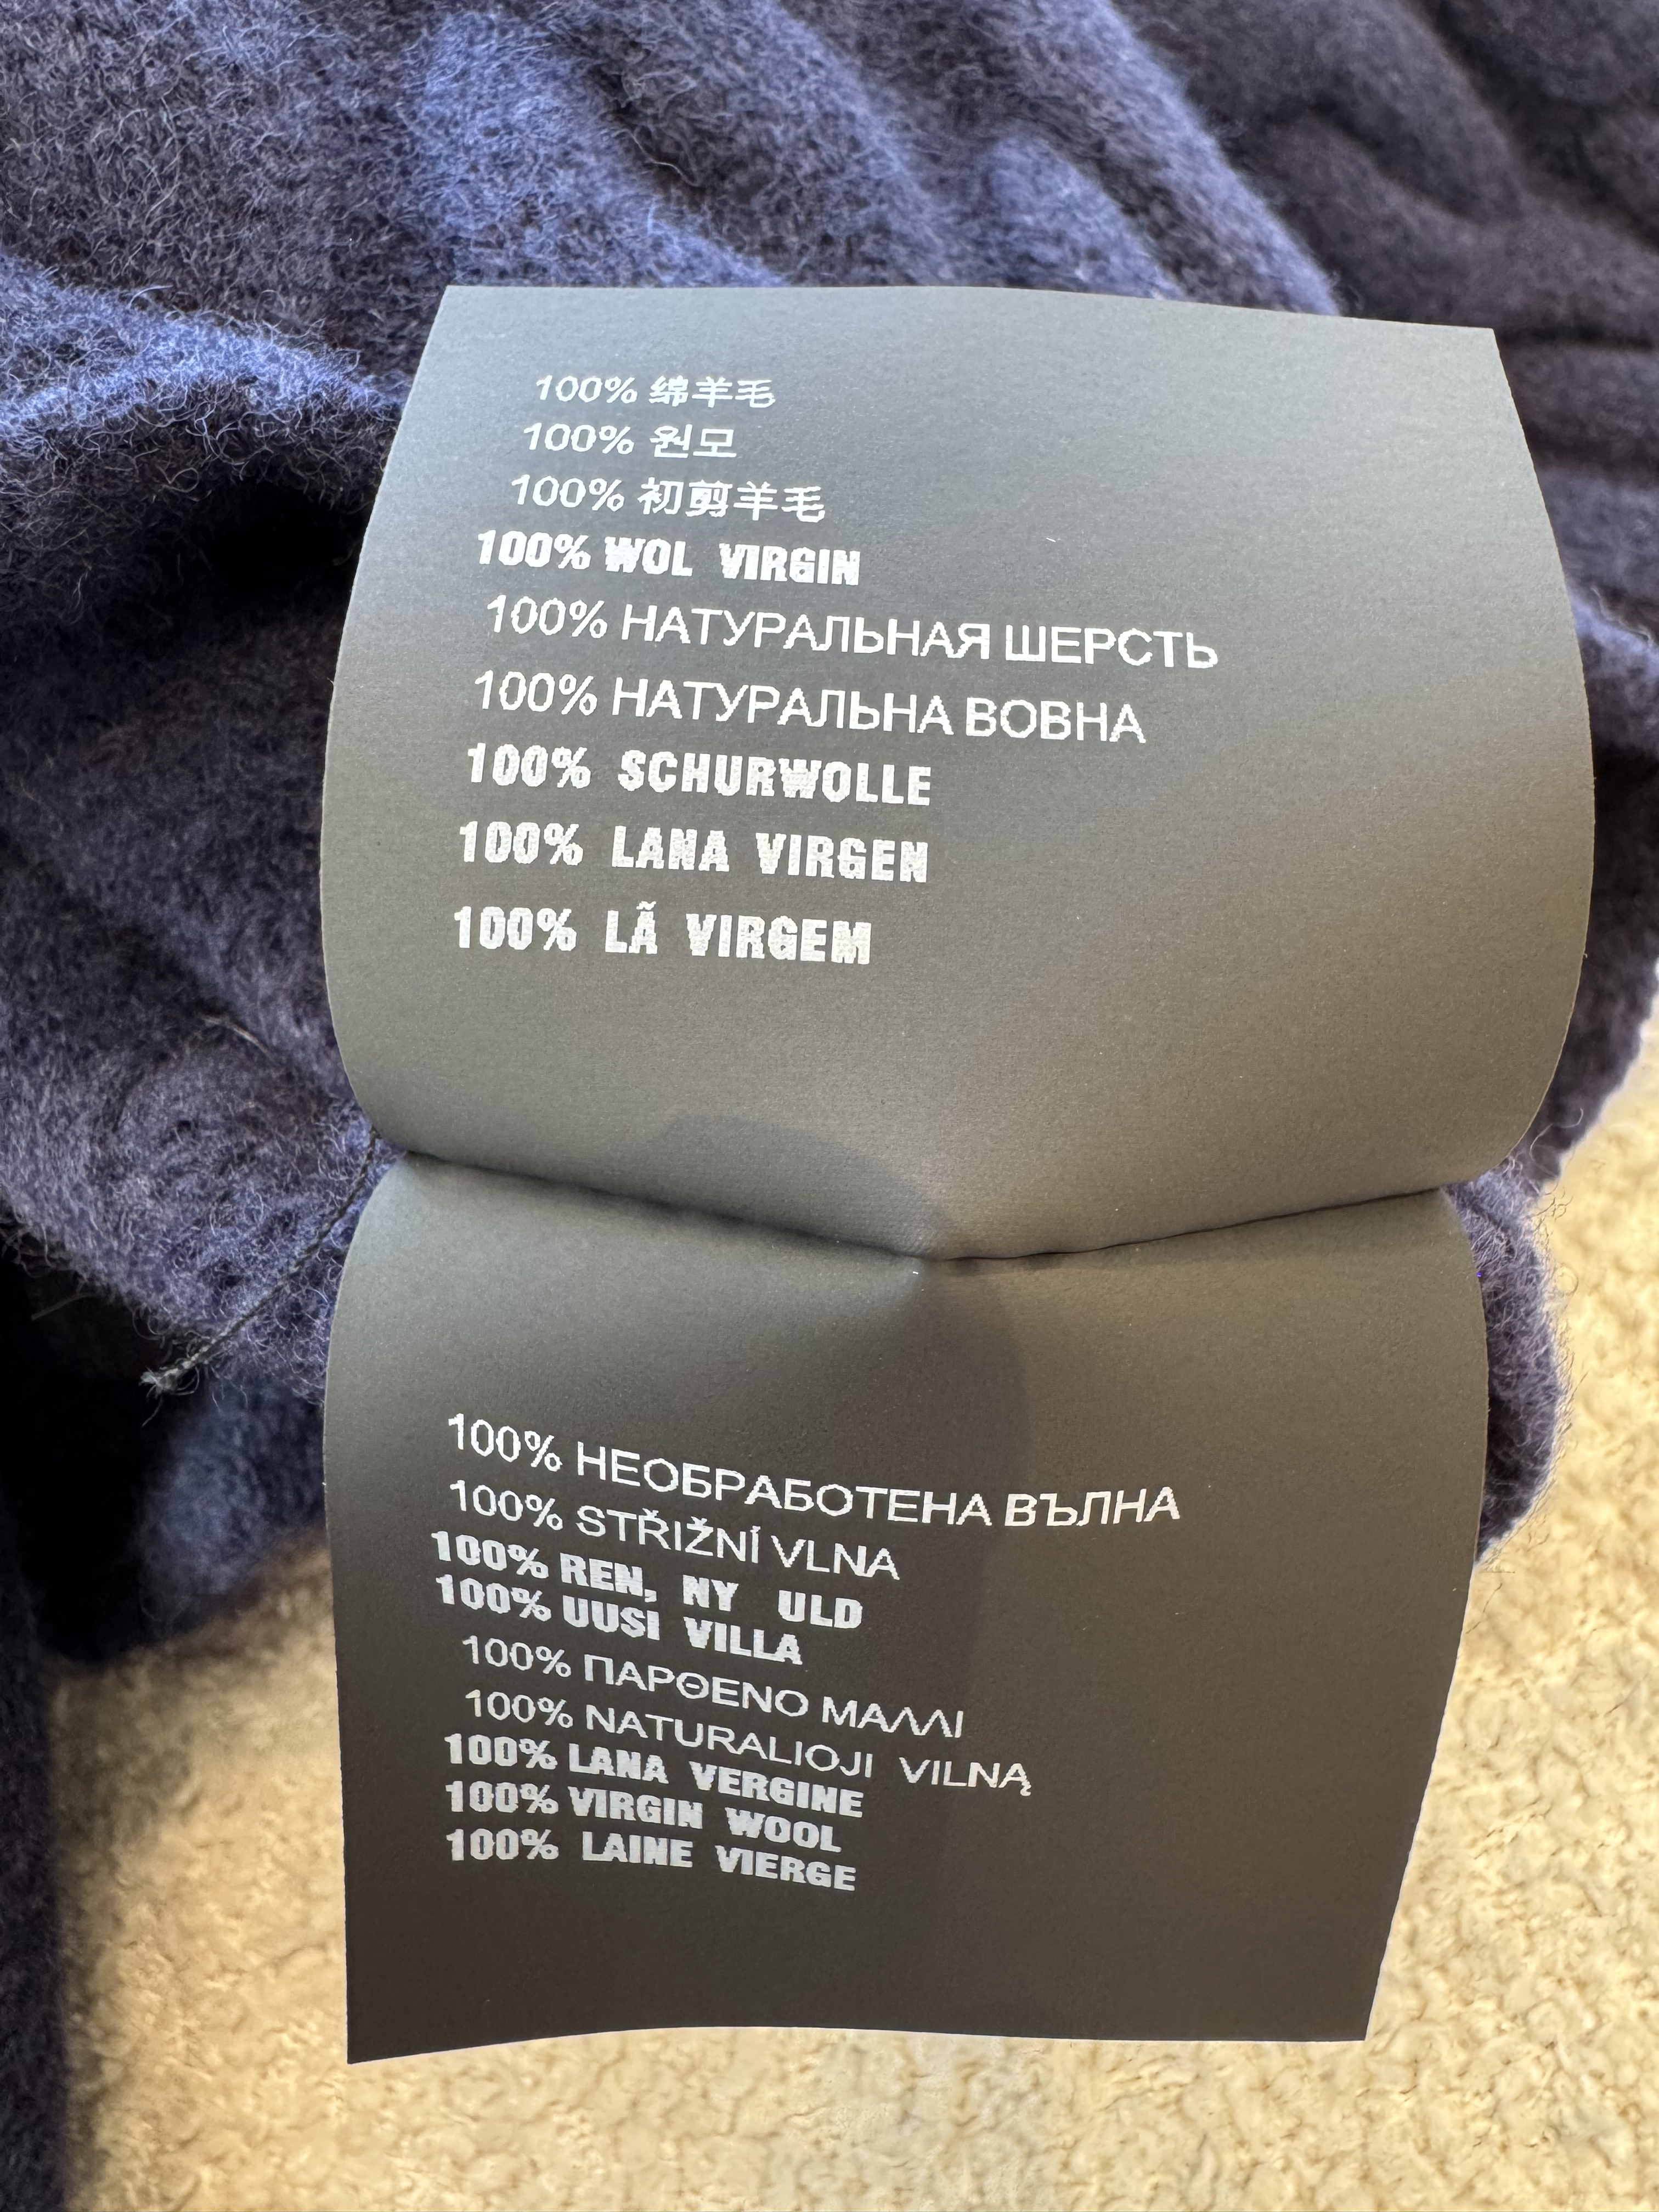 100% 绵羊毛
100% 원모
100% 初剪羊毛
100% WOL VIRGIN
100% НАТУРАЛЬНАЯ ШЕРСТЬ
100% НАТУРАЛЬНА ВОВНА
100% SCHURWOLLE
100% LANA VIRGEN
100% LÃ VIRGEM
100% НЕОБРАБОТЕНА ВЪЛНА
100% STŘIŽNÍ VLNA
100% REN, NY ULD
100% UUSI VILLA
100% ΠΑΡΘΕΝΟ ΜΑΛΛΙ
100% NATURALIOJI VILNĄ
100% LANA VERGINE
100% VIRGIN WOOL
100% LAINE VIERGE